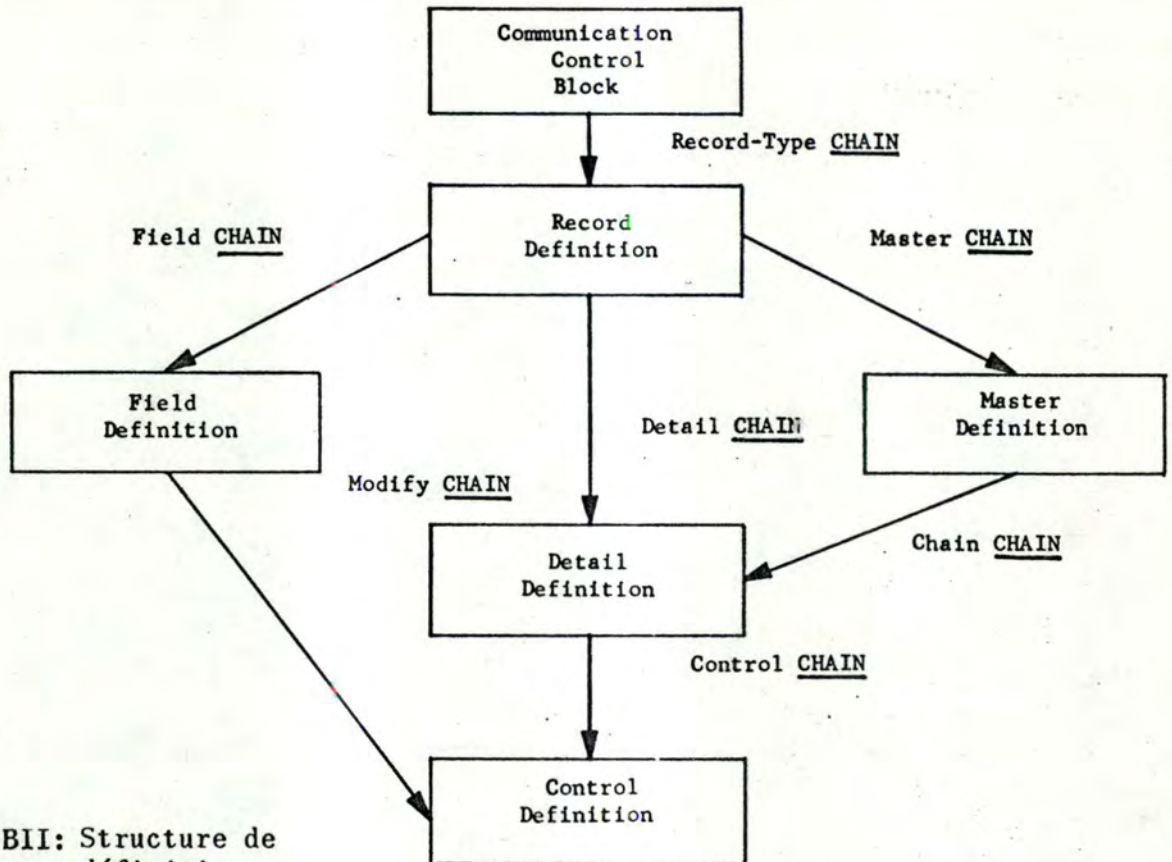 Communication
Control
Block
Record-Type CHAIN
Record
Definition
Field CHAIN
Master CHAIN
Field
Definition
Master
Definition
Detail CHAIN
Modify CHAIN
Detail
Definition
Chain CHAIN
Control CHAIN
Control
Definition
BII: Structure de